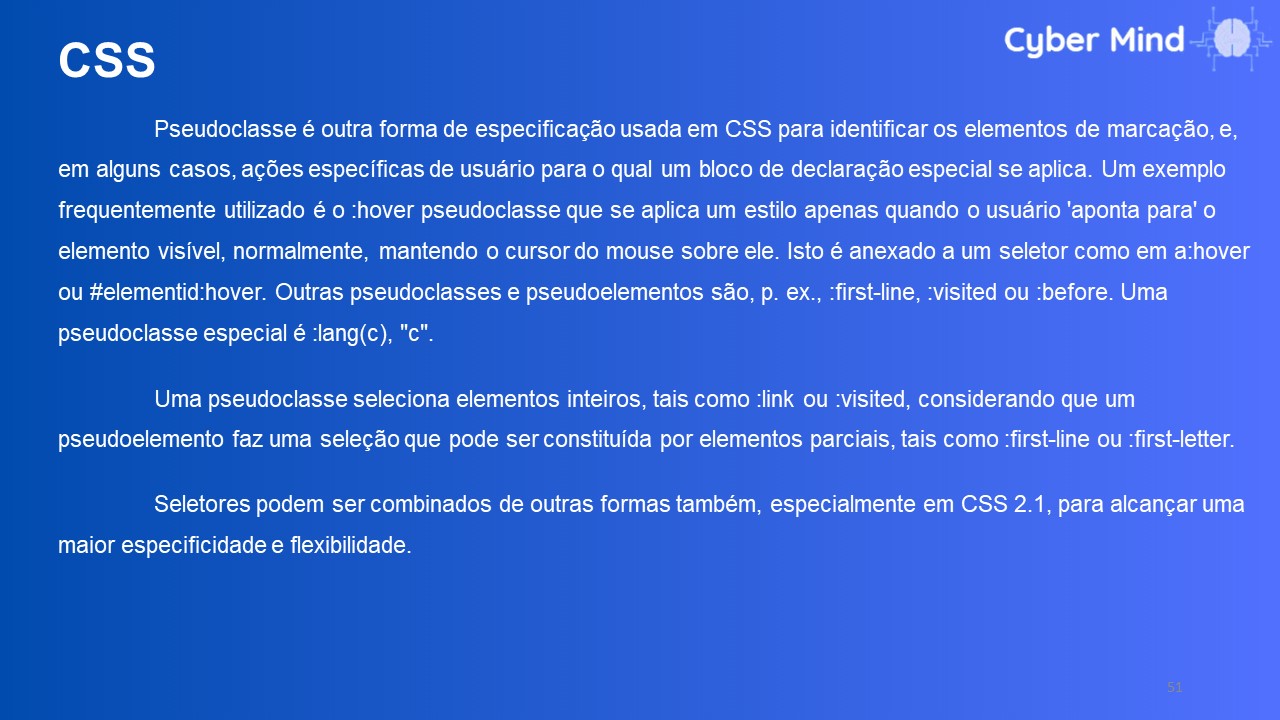 CSS
Cyber Mind
Pseudoclasse é outra forma de especificação usada em CSS para identificar os elementos de marcação, e,
em alguns casos, ações específicas de usuário para o qual um bloco de declaração especial se aplica. Um exemplo
frequentemente utilizado é o :hover pseudoclasse que se aplica um estilo apenas quando o usuário 'aponta para' o
elemento visível, normalmente, mantendo o cursor do mouse sobre ele. Isto é anexado a um seletor como em a:hover
ou #elementid:hover. Outras pseudoclasses e pseudoelementos são, p. ex., :first-line, :visited ou :before. Uma
pseudoclasse especial é :lang(c), "c".
Uma pseudoclasse seleciona elementos inteiros, tais como :link ou :visited, considerando que um
pseudoelemento faz uma seleção que pode ser constituída por elementos parciais, tais como :first-line ou :first-letter.
Seletores podem ser combinados de outras formas também, especialmente em CSS 2.1, para alcançar uma
maior especificidade e flexibilidade.
51